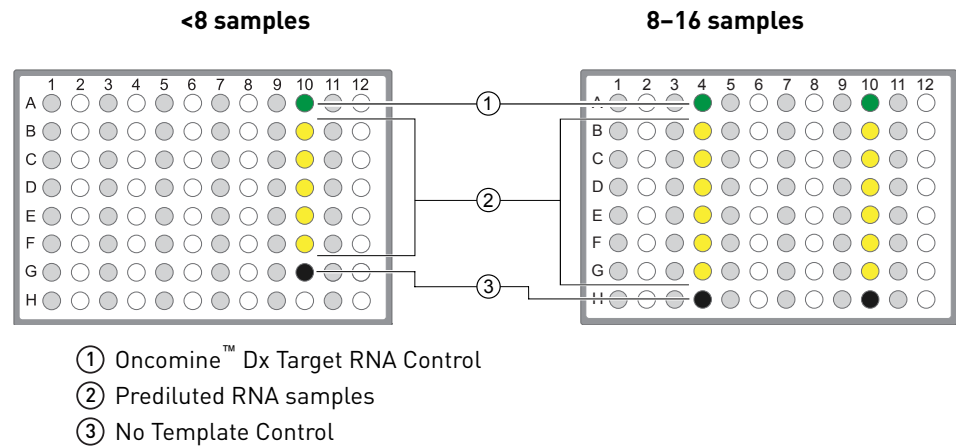 <8 samples 8–16 samples
1 2 3 4 5 6 7 8 9 10 11 12 1 2 3 4 5 6 7 8 9 10 11 12
A 1 A
B B
C C
D D
E 2 E
F F
G G
H 3 H
1 Oncomine™ Dx Target RNA Control
2 Prediluted RNA samples
3 No Template Control